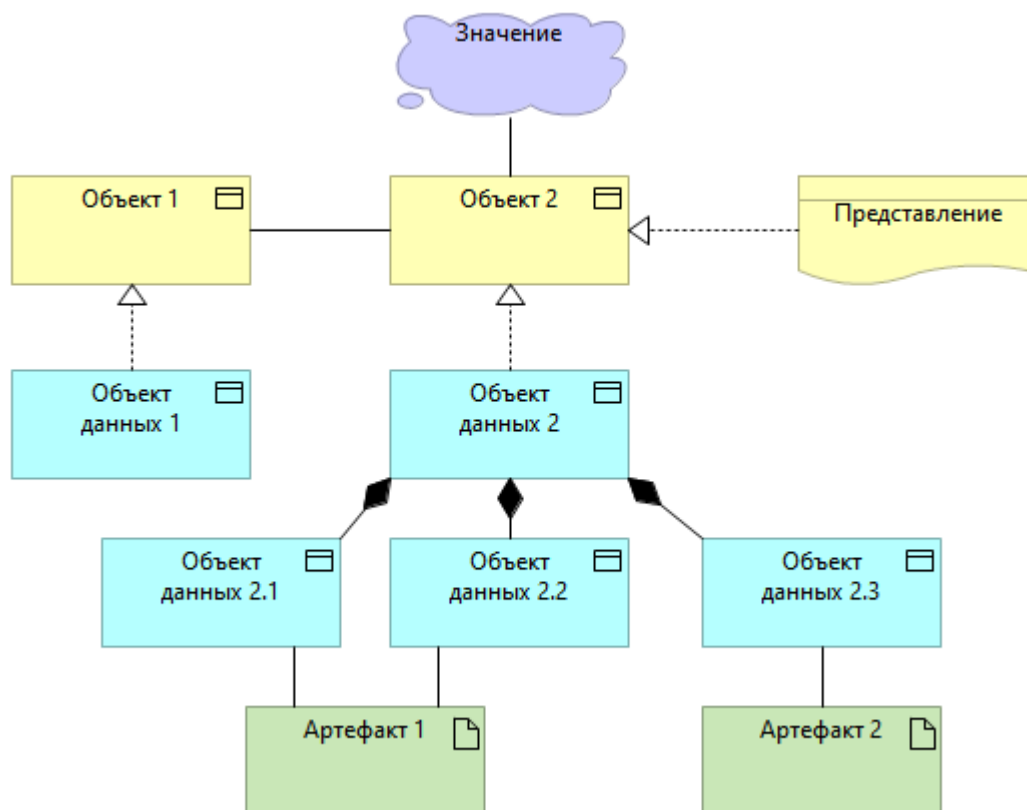 Значение
Объект 1
Объект 2
Представление
Объект
данных 1
Объект
данных 2
Объект
данных 2.1
Объект
данных 2.2
Объект
данных 2.3
Артефакт 1
Артефакт 2